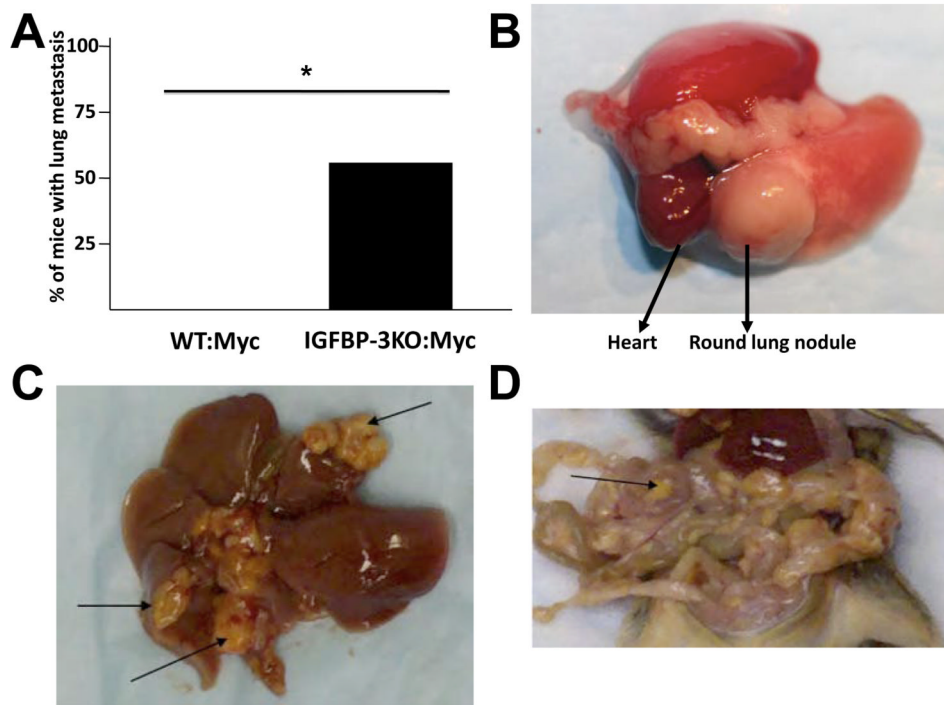 A
% of mice with lung metastasis
100
75
50
25
*
WT:Myc
IGFBP-3KO:Myc
B
Heart
Round lung nodule
C
D